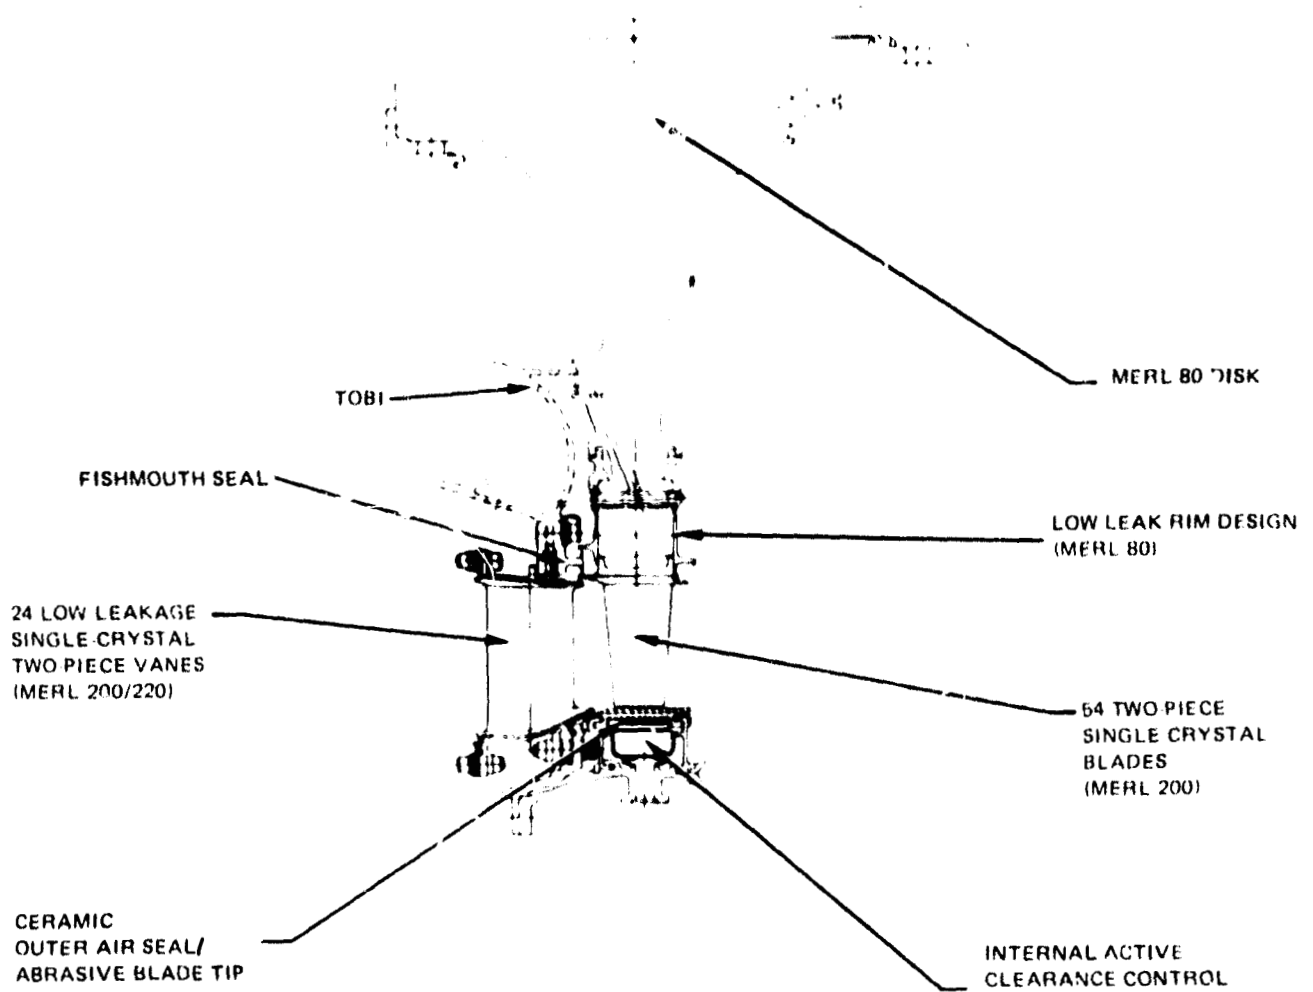 MERL 80 DISK
TOBI
FISHMOUTH SEAL
LOW LEAK RIM DESIGN
(MERL 80)
24 LOW LEAKAGE
SINGLE-CRYSTAL
TWO PIECE VANES
(MERL 200/220)
54 TWO-PIECE
SINGLE CRYSTAL
BLADES
(MERL 200)
CERAMIC
OUTER AIR SEAL/
ABRASIVE BLADE TIP
INTERNAL ACTIVE
CLEARANCE CONTROL